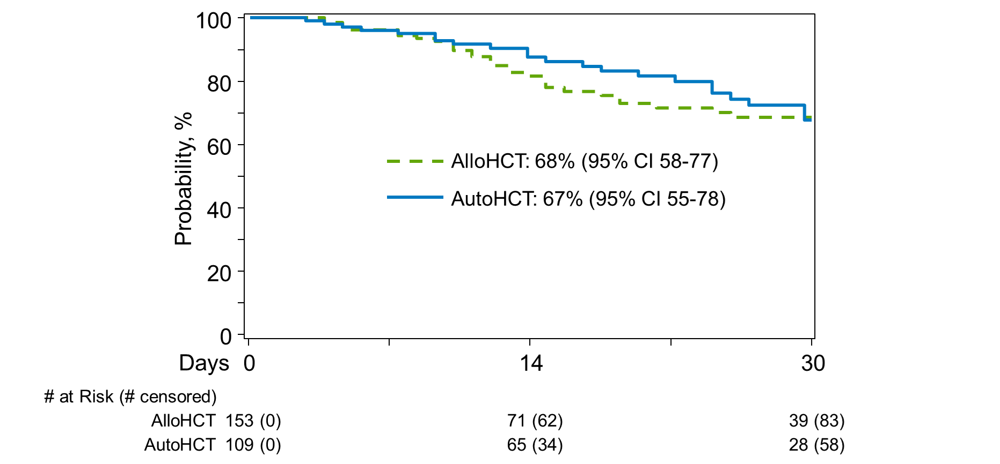 100
80
60
40
20
0
Probability, %
AlloHCT: 68% (95% CI 58-77)
AutoHCT: 67% (95% CI 55-78)
Days 0 14 30
# at Risk (# censored)
AlloHCT 153 (0) 71 (62) 39 (83)
AutoHCT 109 (0) 65 (34) 28 (58)